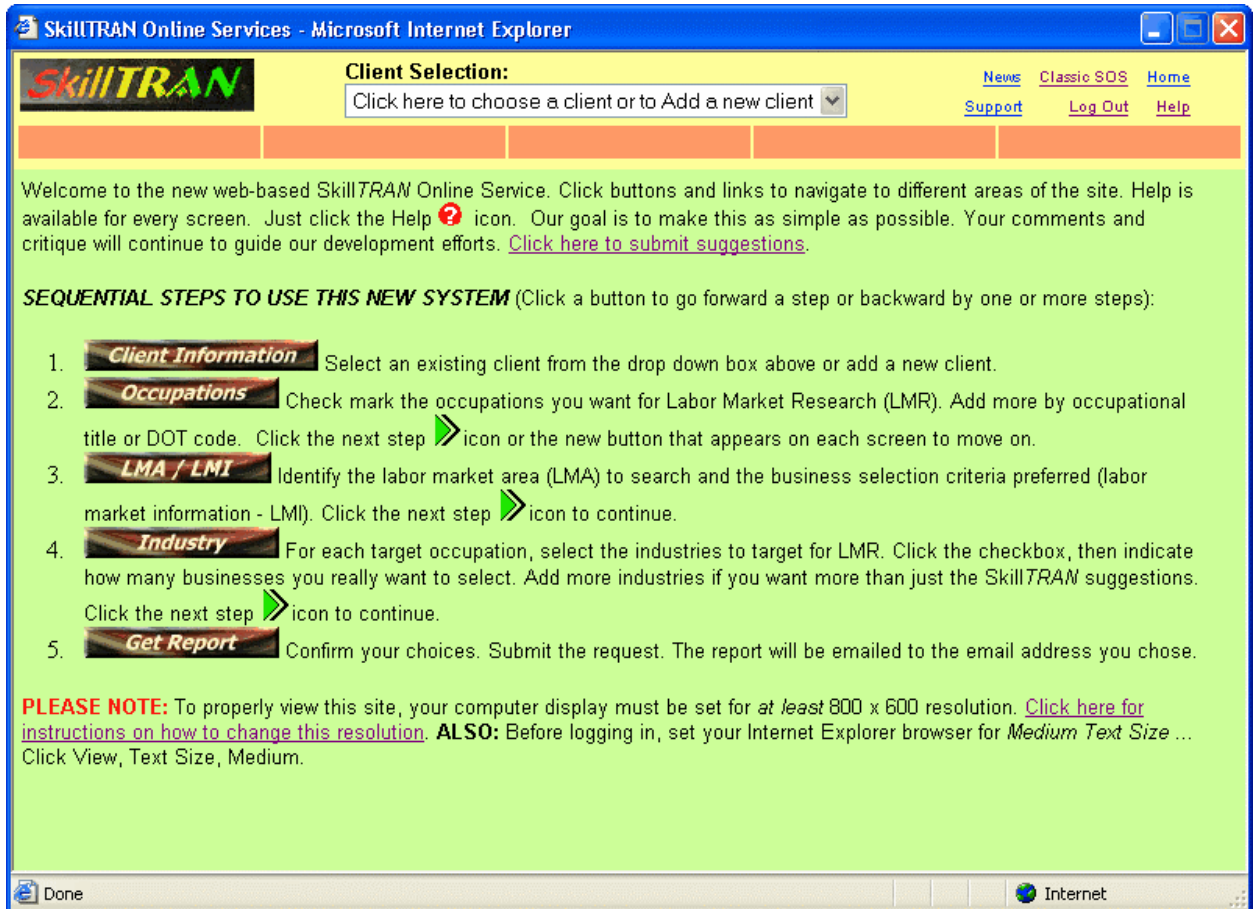 SkillTRAN Online Services - Microsoft Internet Explorer
SkillTRAN
Client Selection:
Click here to choose a client or to Add a new client
News Classic SOS Home
Support Log Out Help
Welcome to the new web-based SkillTRAN Online Service. Click buttons and links to navigate to different areas of the site. Help is
available for every screen. Just click the Help ? icon. Our goal is to make this as simple as possible. Your comments and
critique will continue to guide our development efforts. Click here to submit suggestions.
SEQUENTIAL STEPS TO USE THIS NEW SYSTEM (Click a button to go forward a step or backward by one or more steps):
1. Client Information Select an existing client from the drop down box above or add a new client.
2. Occupations Check mark the occupations you want for Labor Market Research (LMR). Add more by occupational
title or DOT code. Click the next step icon or the new button that appears on each screen to move on.
3. LMA / LMI Identify the labor market area (LMA) to search and the business selection criteria preferred (labor
market information - LMI). Click the next step icon to continue.
4. Industry For each target occupation, select the industries to target for LMR. Click the checkbox, then indicate
how many businesses you really want to select. Add more industries if you want more than just the SkillTRAN suggestions.
Click the next step icon to continue.
5. Get Report Confirm your choices. Submit the request. The report will be emailed to the email address you chose.
PLEASE NOTE: To properly view this site, your computer display must be set for at least 800 x 600 resolution. Click here for
instructions on how to change this resolution. ALSO: Before logging in, set your Internet Explorer browser for Medium Text Size ...
Click View, Text Size, Medium.
Done
Internet